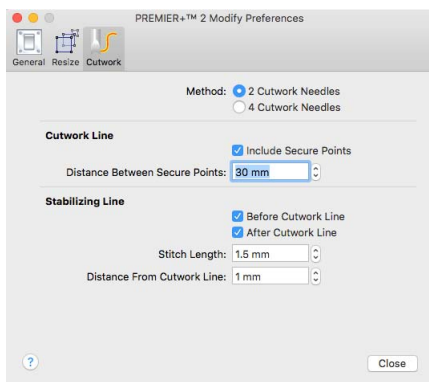 PREMIER+™ 2 Modify Preferences
General Resize Cutwork
Method: 2 Cutwork Needles
4 Cutwork Needles
Cutwork Line
Include Secure Points
Distance Between Secure Points: 30 mm
Stabilizing Line
Before Cutwork Line
After Cutwork Line
Stitch Length: 1.5 mm
Distance From Cutwork Line: 1 mm
? Close